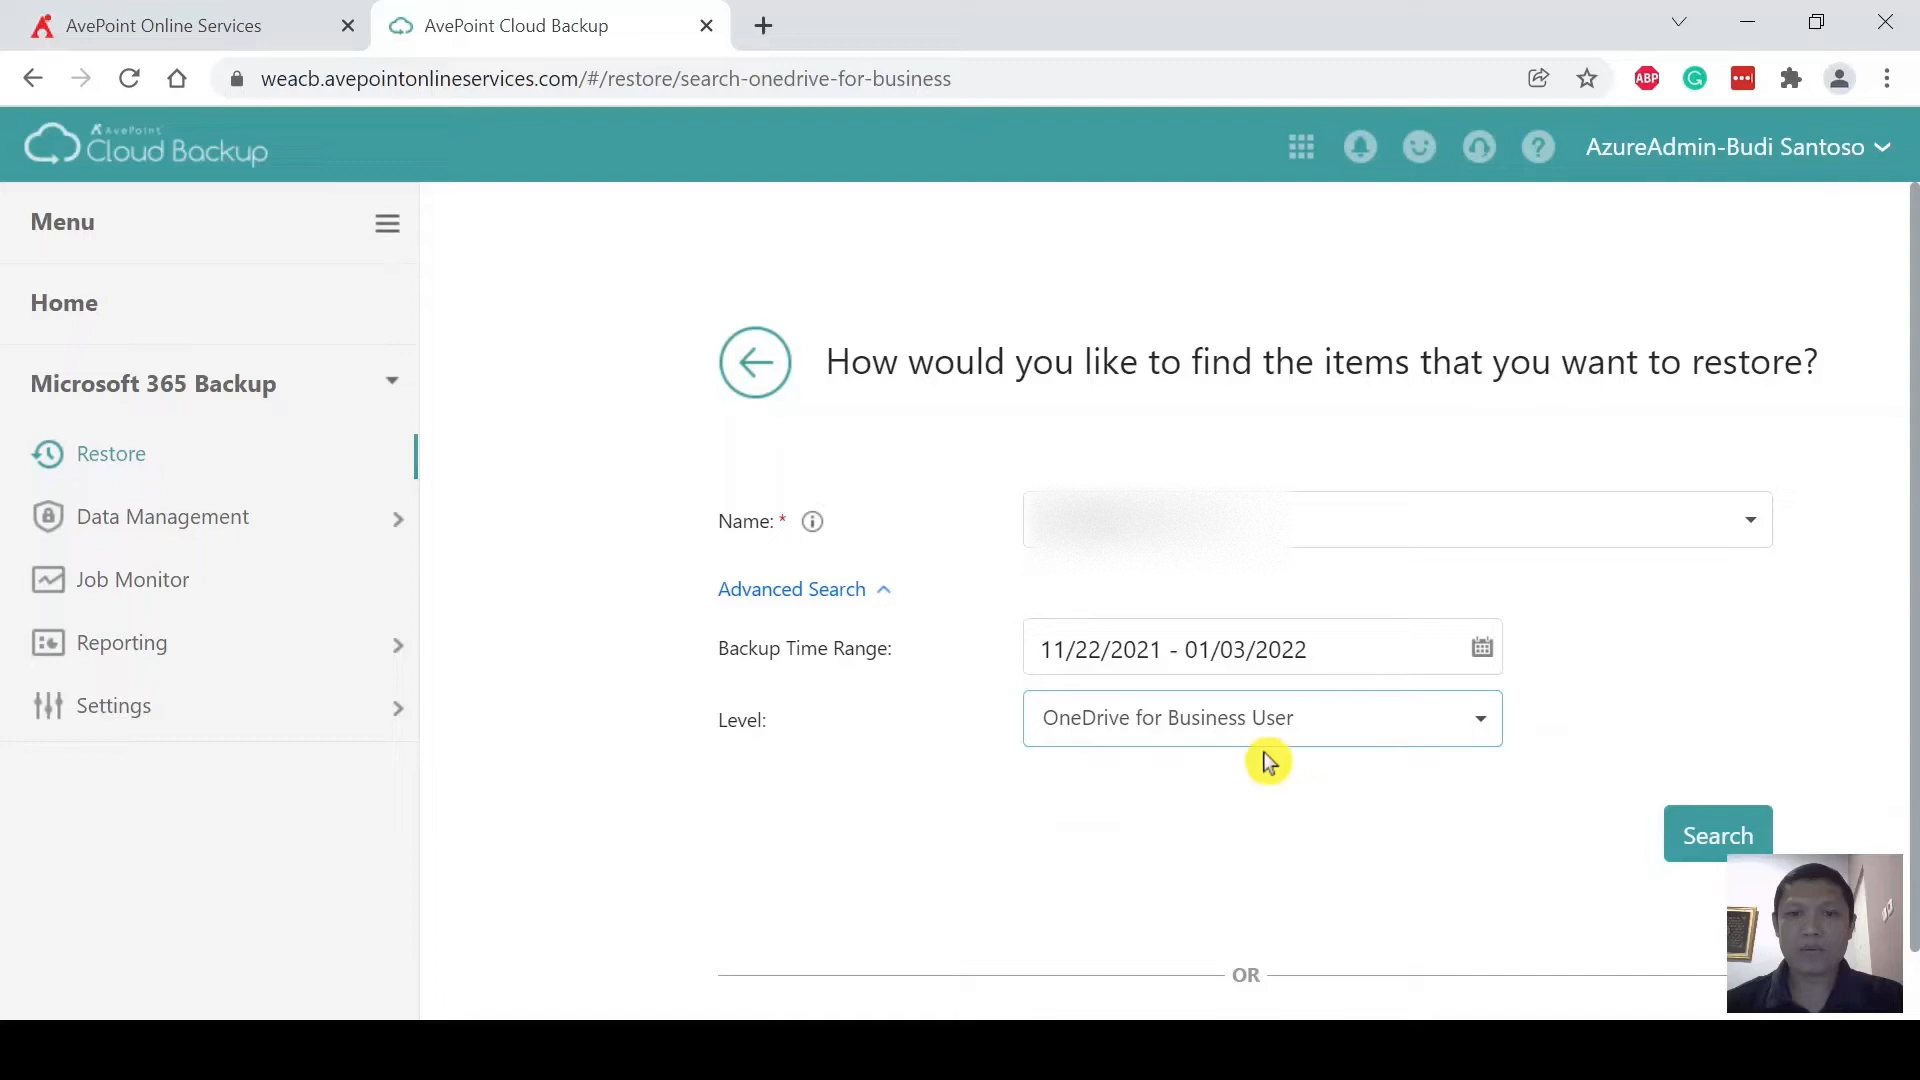 AvePoint Online Services
AvePoint Cloud Backup
weacb.avepointonlineservices.com/#/restore/search-onedrive-for-business
ABP
AvePoint
Cloud Backup
AzureAdmin-Budi Santoso
Menu
Home
Microsoft 365 Backup
Restore
Data Management
Job Monitor
Reporting
Settings
How would you like to find the items that you want to restore?
Name: *
Advanced Search
Backup Time Range:
11/22/2021 - 01/03/2022
Level:
OneDrive for Business User
Search
OR